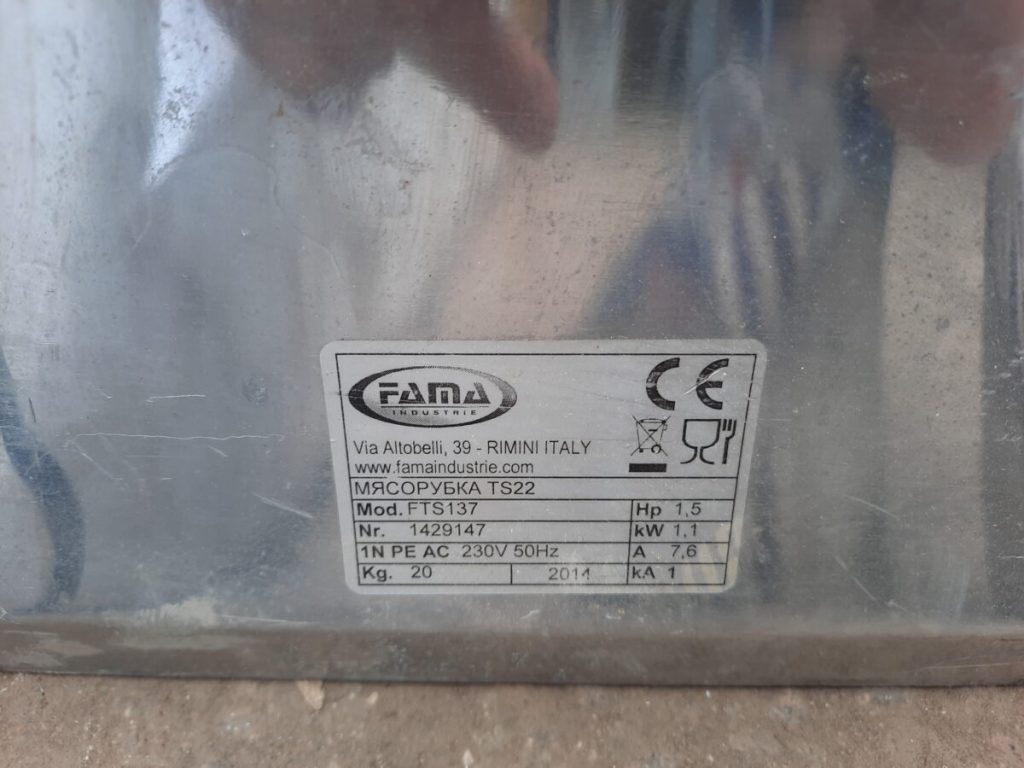 FAMA
INDUSTRIE
CE
Via Altobelli, 39 - RIMINI ITALY
www.famaindustrie.com
МЯСОРУБКА TS22
Mod. FTS137 Hp 1,5
Nr. 1429147 kW 1,1
1N PE AC 230V 50Hz A 7,6
Kg. 20 2014 kA 1